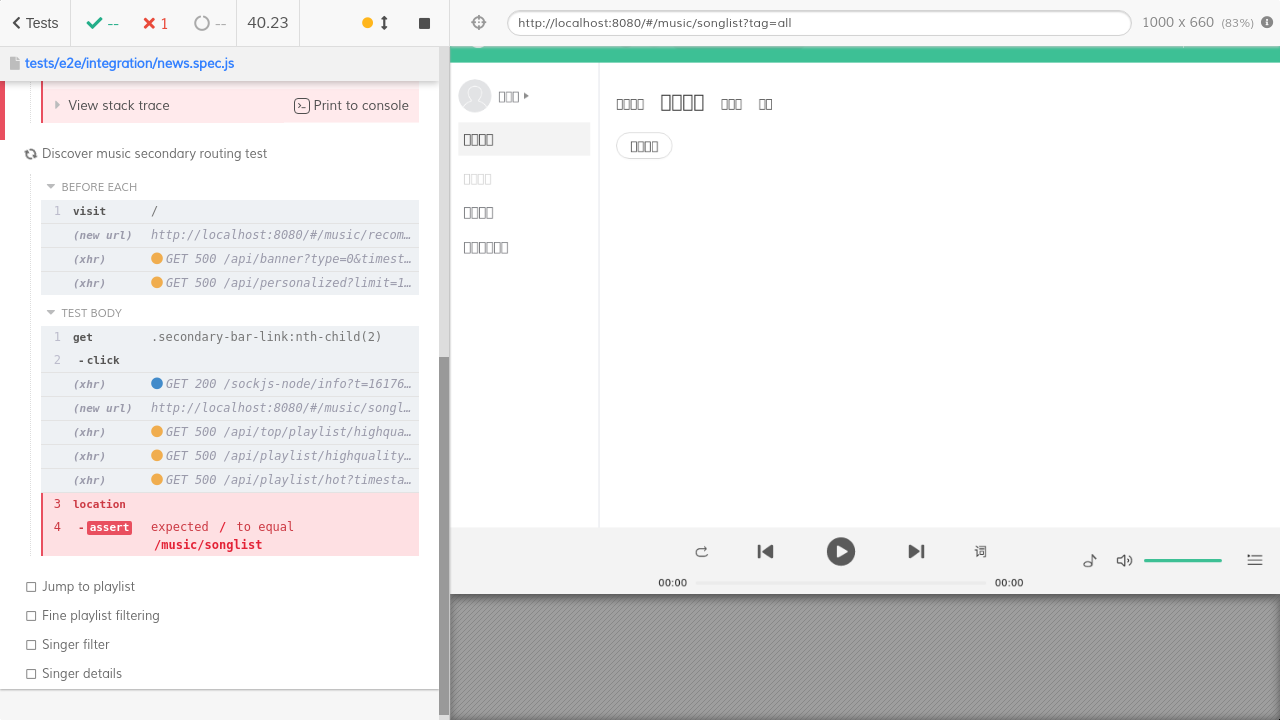 Tests
--
1
--
40.23
tests/e2e/integration/news.spec.js
View stack trace
Print to console
Discover music secondary routing test
BEFORE EACH
1 visit /
(new url) http://localhost:8080/#/music/recom…
(xhr) GET 500 /api/banner?type=0&timest…
(xhr) GET 500 /api/personalized?limit=1…
TEST BODY
1 get .secondary-bar-link:nth-child(2)
2 - click
(xhr) GET 200 /sockjs-node/info?t=16176…
(new url) http://localhost:8080/#/music/songl…
(xhr) GET 500 /api/top/playlist/highqua…
(xhr) GET 500 /api/playlist/highquality…
(xhr) GET 500 /api/playlist/hot?timesta…
3 location
4 - assert expected / to equal
/music/songlist
Jump to playlist
Fine playlist filtering
Singer filter
Singer details
http://localhost:8080/#/music/songlist?tag=all
1000 x 660 (83%)
词
00:00
00:00